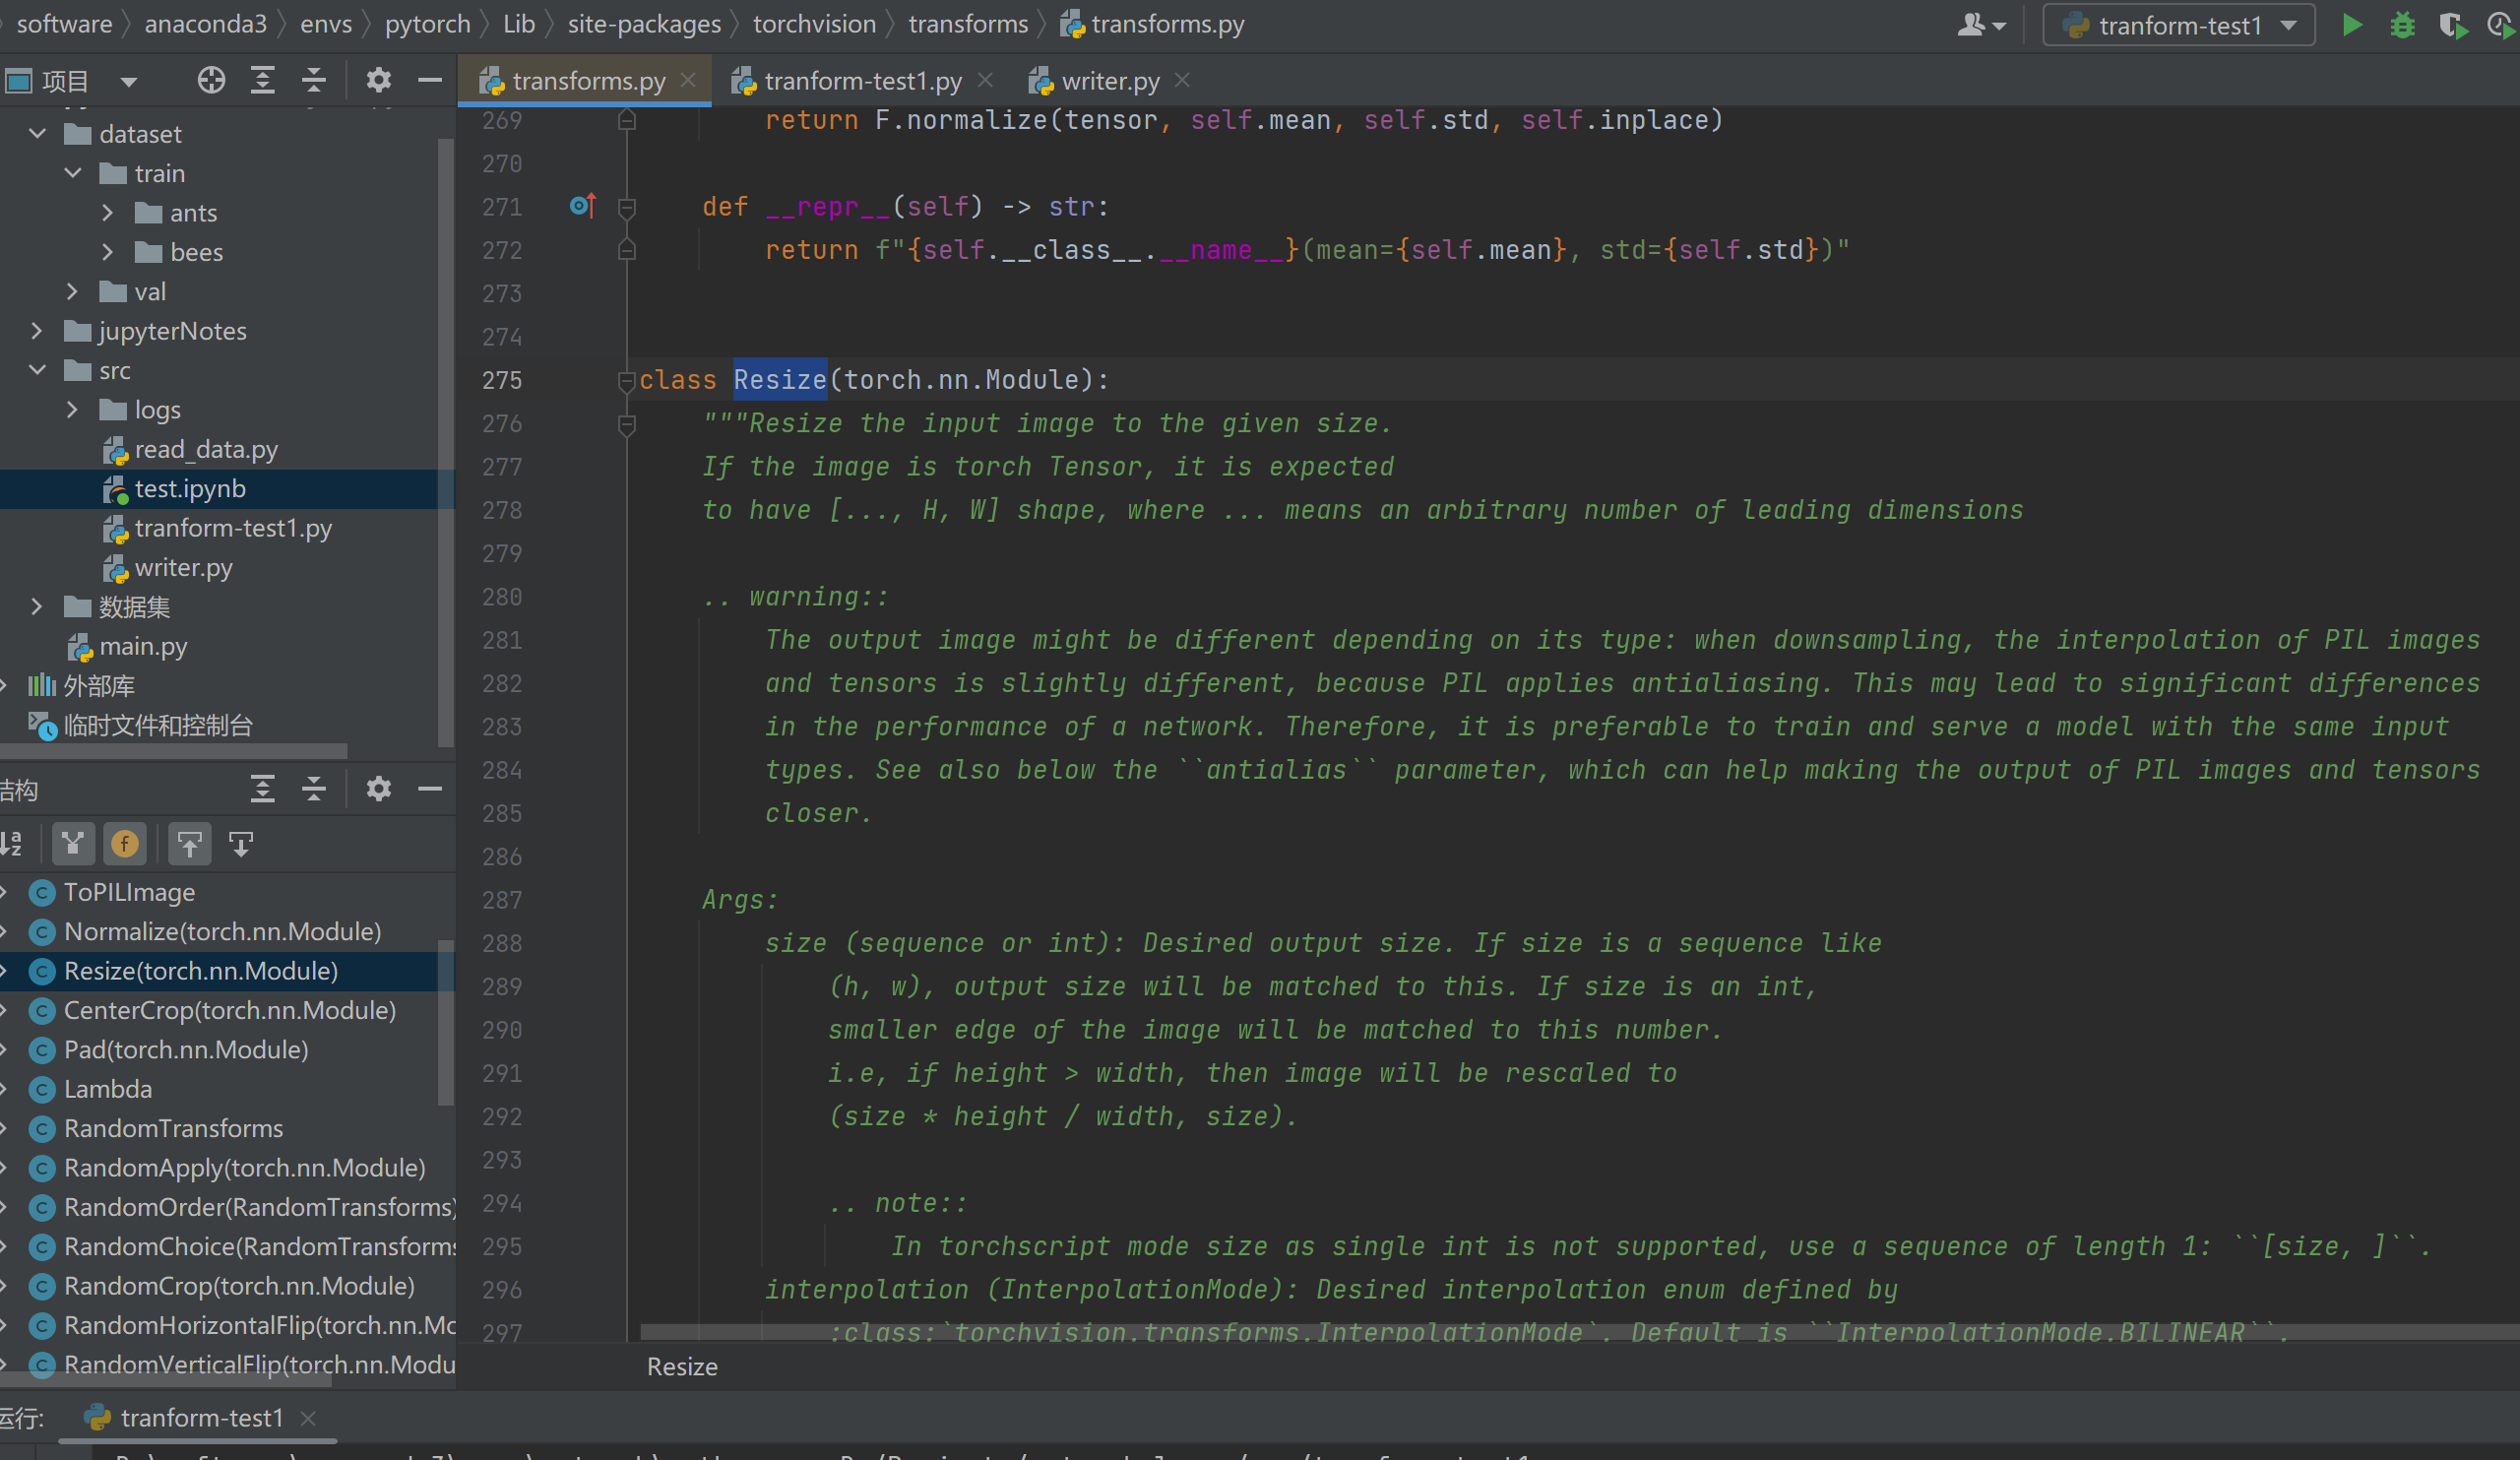 software anaconda3 envs pytorch Lib site-packages torchvision transforms transforms.py
tranform-test1
项目
transforms.py tranform-test1.py writer.py
dataset
train
ants
bees
val
jupyterNotes
src
logs
read_data.py
test.ipynb
tranform-test1.py
writer.py
数据集
main.py
外部库
临时文件和控制台
结构
ToPILImage
Normalize(torch.nn.Module)
Resize(torch.nn.Module)
CenterCrop(torch.nn.Module)
Pad(torch.nn.Module)
Lambda
RandomTransforms
RandomApply(torch.nn.Module)
RandomOrder(RandomTransforms)
RandomChoice(RandomTransforms
RandomCrop(torch.nn.Module)
RandomHorizontalFlip(torch.nn.Mo
RandomVerticalFlip(torch.nn.Modu
269 return F.normalize(tensor, self.mean, self.std, self.inplace)
270
271 def __repr__(self) -> str:
272 return f"{self.__class__.__name__}(mean={self.mean}, std={self.std})"
273
274
275 class Resize(torch.nn.Module):
276 """Resize the input image to the given size.
277 If the image is torch Tensor, it is expected
278 to have [..., H, W] shape, where ... means an arbitrary number of leading dimensions
279
280 .. warning::
281 The output image might be different depending on its type: when downsampling, the interpolation of PIL images
282 and tensors is slightly different, because PIL applies antialiasing. This may lead to significant differences
283 in the performance of a network. Therefore, it is preferable to train and serve a model with the same input
284 types. See also below the ``antialias`` parameter, which can help making the output of PIL images and tensors
285 closer.
286
287 Args:
288 size (sequence or int): Desired output size. If size is a sequence like
289 (h, w), output size will be matched to this. If size is an int,
290 smaller edge of the image will be matched to this number.
291 i.e, if height > width, then image will be rescaled to
292 (size * height / width, size).
293
294 .. note::
295 In torchscript mode size as single int is not supported, use a sequence of length 1: ``[size, ]``.
296 interpolation (InterpolationMode): Desired interpolation enum defined by
297 :class:`torchvision.transforms.InterpolationMode`. Default is ``InterpolationMode.BILINEAR``.
Resize
运行: tranform-test1